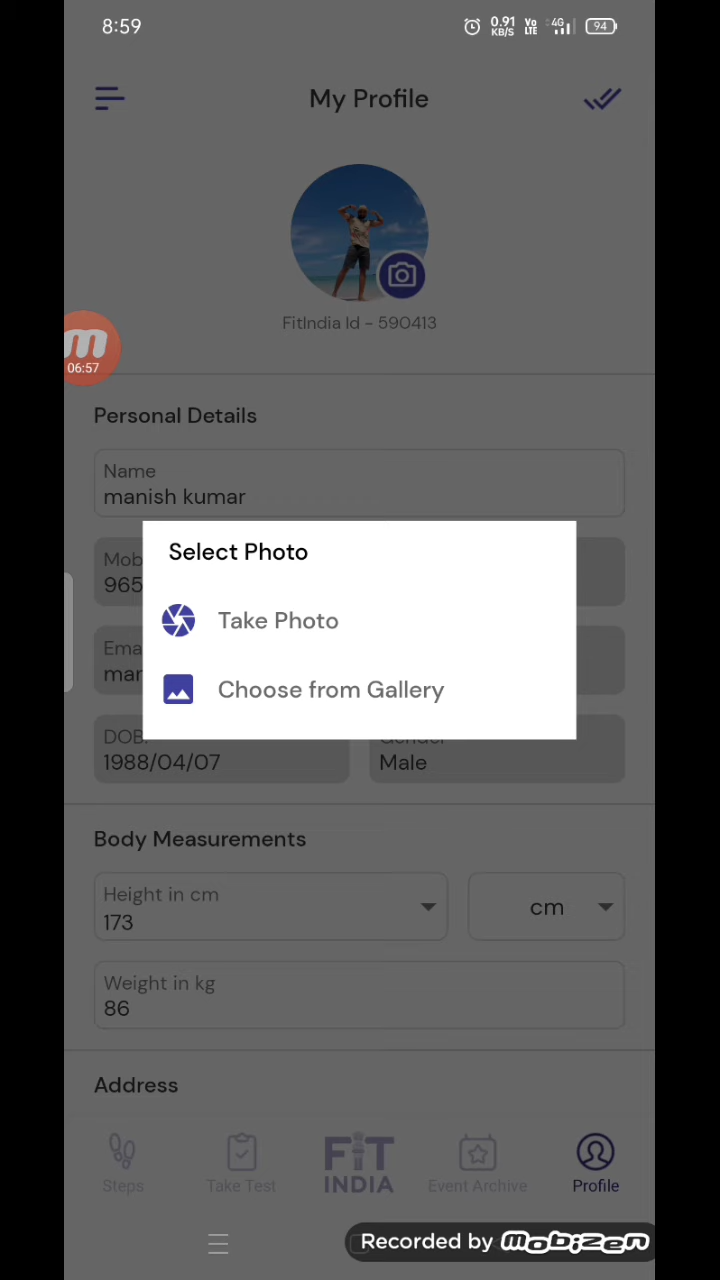 8:59
0.91 KB/S
Vo LTE
4G
94
My Profile
FitIndia Id - 590413
06:57
Personal Details
Name
manish kumar
Mob
965
Ema
mar
Select Photo
Take Photo
Choose from Gallery
DOB.
Gender
1988/04/07
Male
Body Measurements
Height in cm
173
cm
Weight in kg
86
Address
Steps
Take Test
FIT INDIA
Event Archive
Profile
Recorded by mobizen